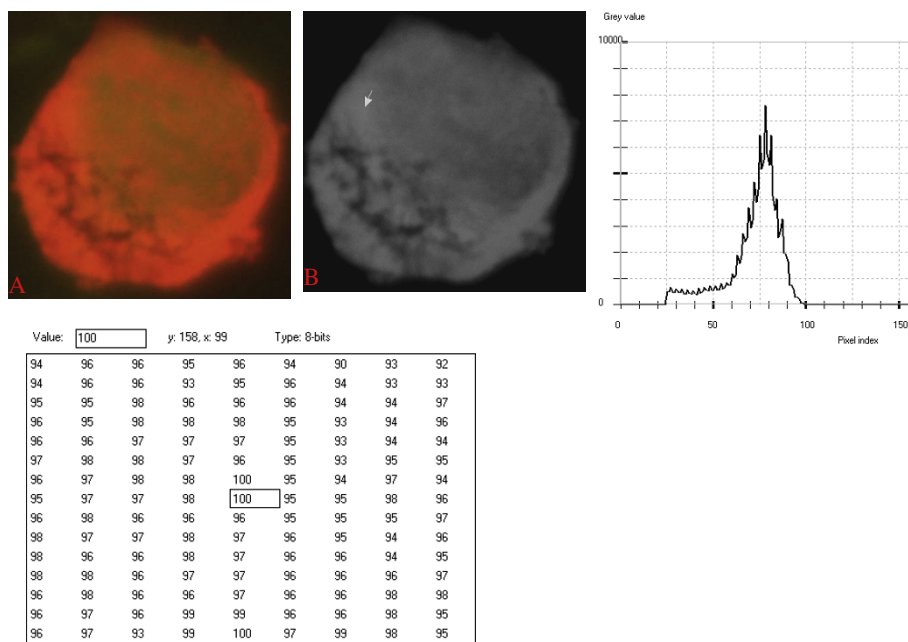 A
B
Grey value
10000
0
0 50 100 150
Pixel index
Value: 100 y: 158, x: 99 Type: 8-bits
94 96 96 95 96 94 90 93 92
94 96 96 93 95 96 94 93 93
95 95 98 96 96 96 94 94 97
96 95 98 98 98 95 93 94 96
96 96 97 97 97 95 93 94 94
97 98 98 97 96 95 93 95 95
96 97 98 98 100 95 94 97 94
95 97 97 98 100 95 95 98 96
96 98 96 96 96 95 95 95 97
98 97 97 98 97 96 95 94 96
98 96 96 98 97 96 96 94 95
98 98 96 97 97 96 96 96 97
96 98 96 96 97 96 96 98 98
96 97 96 99 99 96 96 98 95
96 97 93 99 100 97 99 98 95